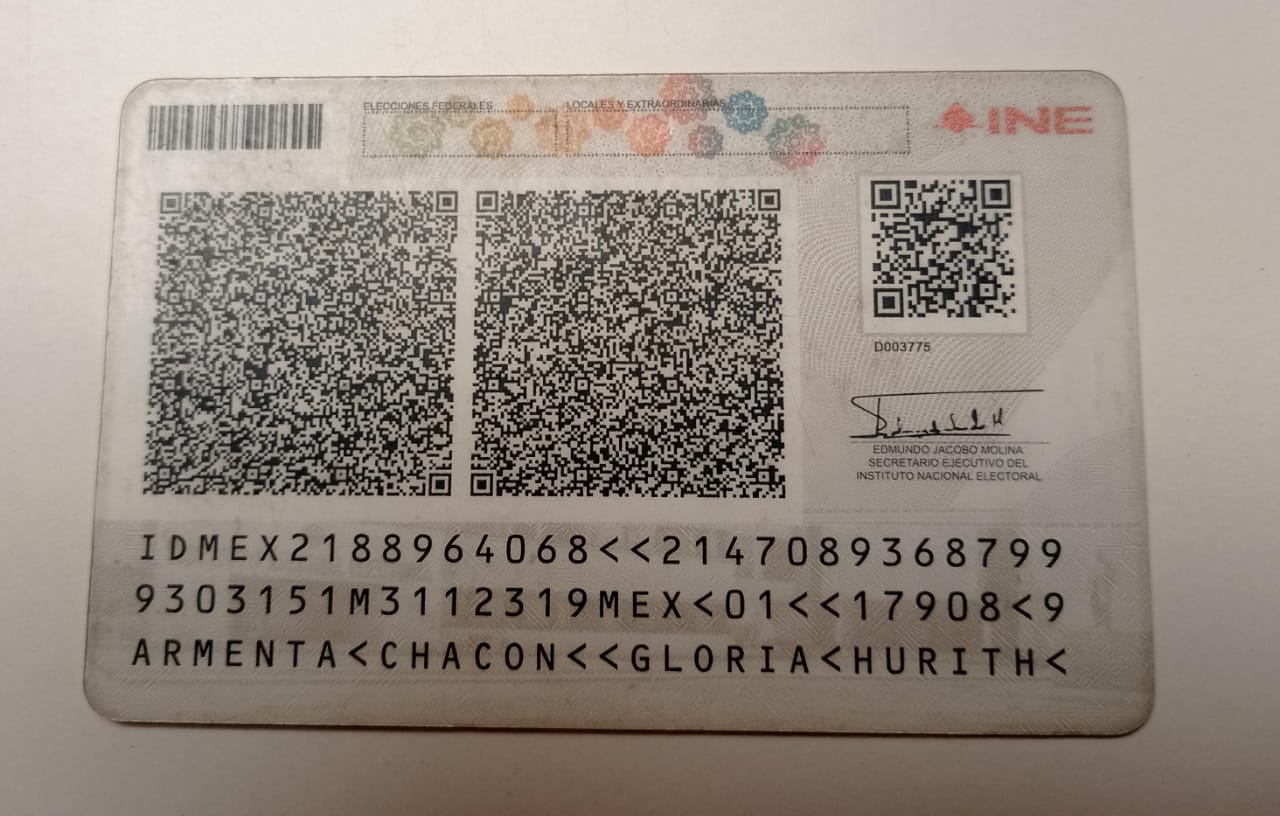 ELECCIONES FEDERALES
LOCALES Y EXTRAORDINARIAS
INE
D003775
EDMUNDO JACOBO MOLINA
SECRETARIO EJECUTIVO DEL
INSTITUTO NACIONAL ELECTORAL
IDMEX2188964068<<2147089368799
9303151M3112319MEX<01<<17908<9
ARMENTA<CHACON<<GLORIA<HURITH<